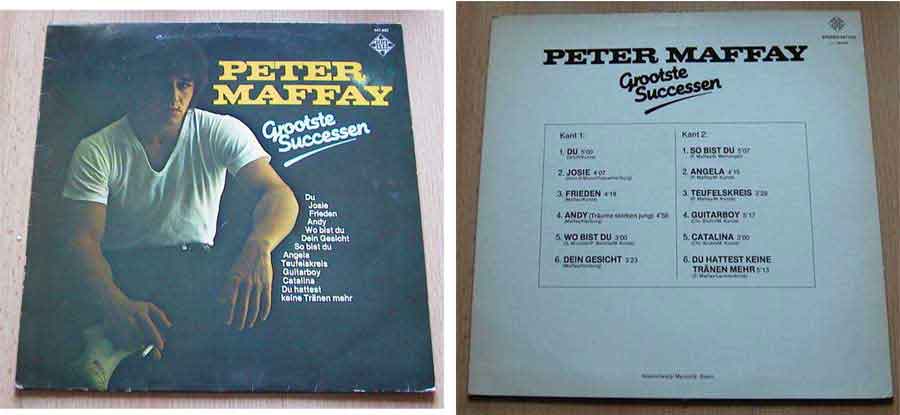 PETER
MAFFAY
Grootste
Successen
Du
Josie
Frieden
Andy
Wo bist du
Dein Gesicht
So bist du
Angela
Teufelskreis
Guitarboy
Catalina
Du hattest
keine Tränen mehr
PETER MAFFAY
Grootste
Successen
Kant 1:
1. DU 5'00
2. JOSIE 4'07
3. FRIEDEN 4'18
4. ANDY (Träume sterken jung) 4'58
5. WO BIST DU 3'00
6. DEIN GESICHT 3'23
Kant 2:
1. SO BIST DU 5'07
2. ANGELA 4'15
3. TEUFELSKREIS 3'29
4. GUITARBOY 5'17
5. CATALINA 3'00
6. DU HATTEST KEINE
TRÄNEN MEHR 5'13